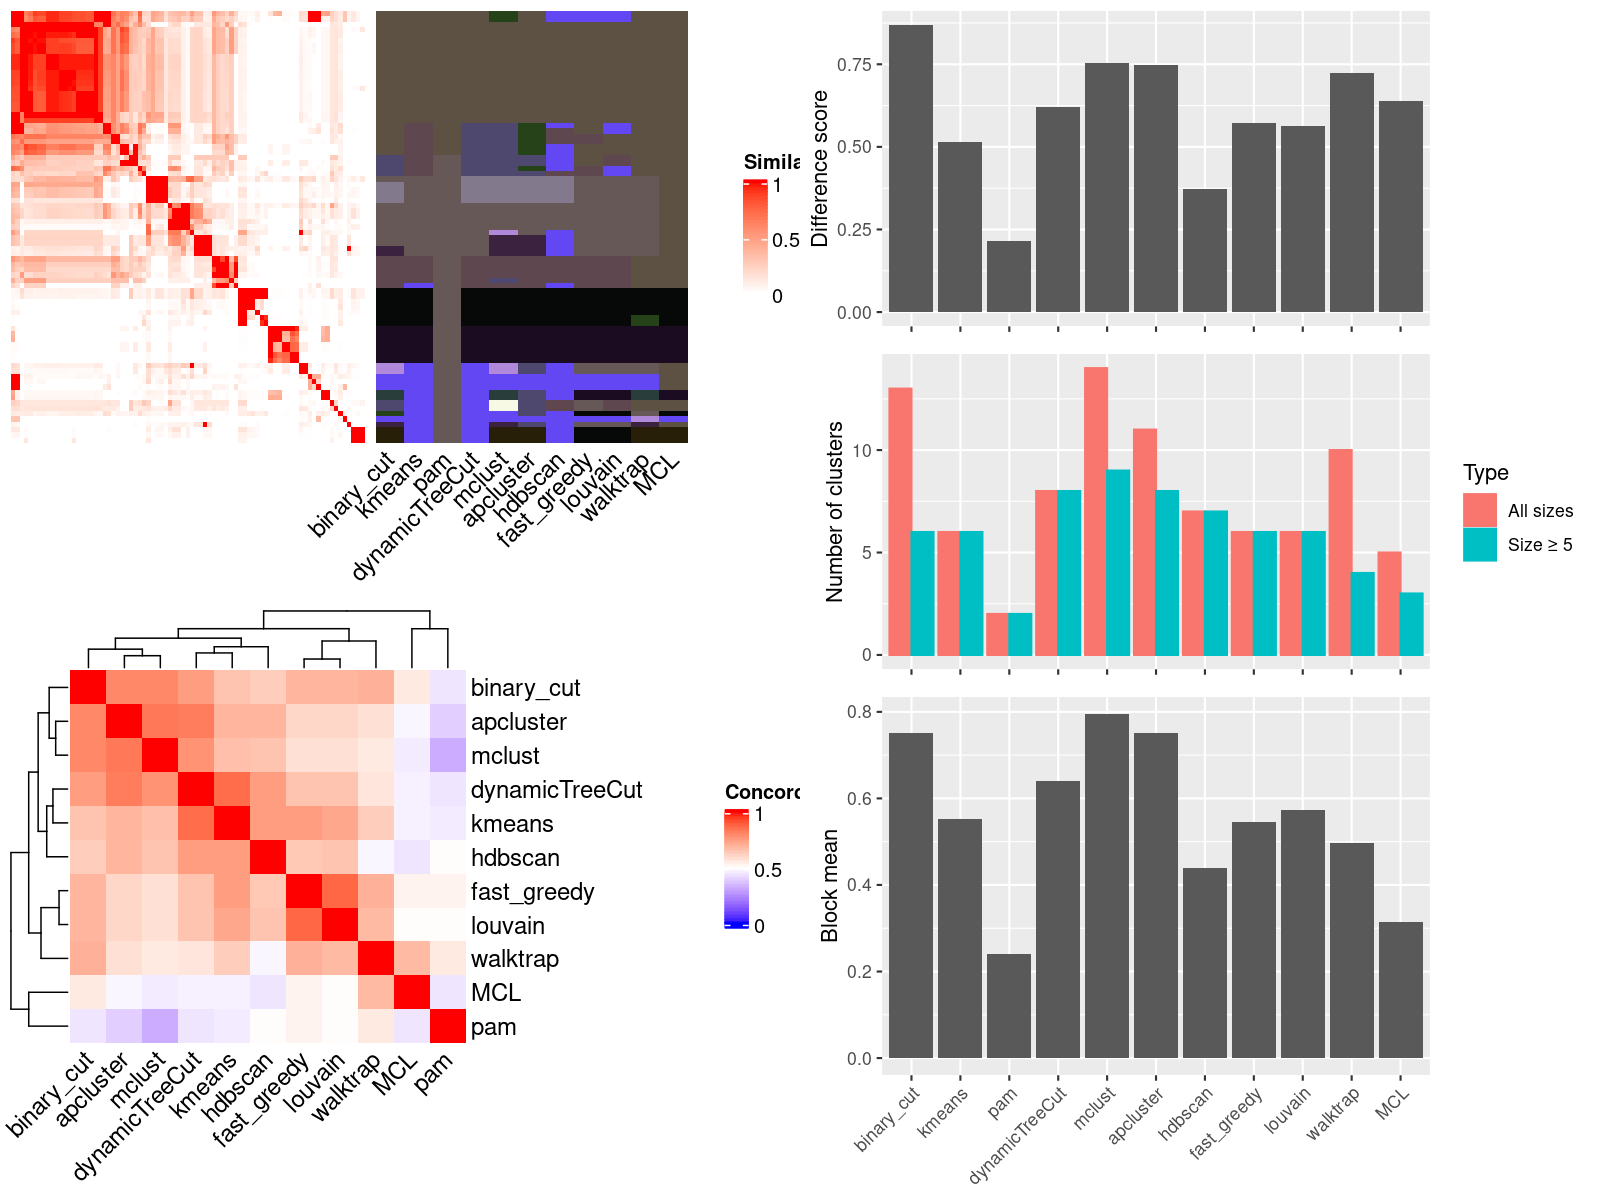 Simila
1
0.5
0
binary_cut
kmeans
pam
dynamicTreeCut
mclust
apcluster
hdbscan
fast_greedy
louvain
walktrap
MCL
binary_cut
apcluster
mclust
dynamicTreeCut
kmeans
hdbscan
fast_greedy
louvain
walktrap
MCL
pam
Concord
1
0.5
0
binary_cut
apcluster
mclust
dynamicTreeCut
kmeans
hdbscan
fast_greedy
louvain
walktrap
MCL
pam
Difference score
0.75
0.50
0.25
0.00
Number of clusters
10
5
0
Type
All sizes
Size ≥ 5
Block mean
0.8
0.6
0.4
0.2
0.0
binary_cut
kmeans
pam
dynamicTreeCut
mclust
apcluster
hdbscan
fast_greedy
louvain
walktrap
MCL